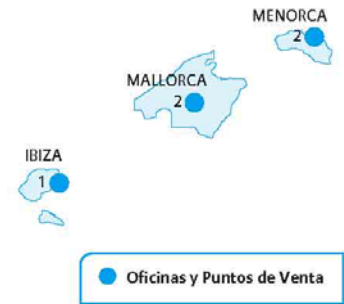 MENORCA
2
MALLORCA
2
IBIZA
1
Oficinas y Puntos de Venta